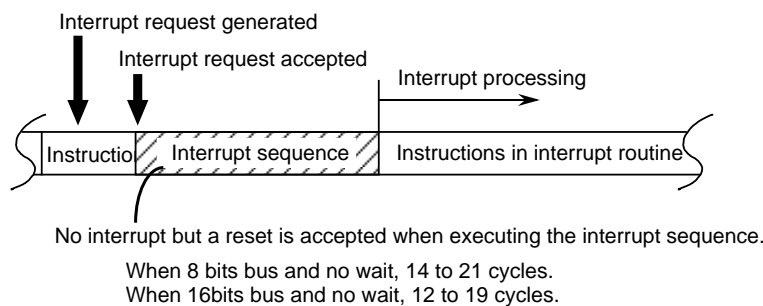 Interrupt request generated
Interrupt request accepted
Interrupt processing
Instructio
Interrupt sequence
Instructions in interrupt routine
No interrupt but a reset is accepted when executing the interrupt sequence.
When 8 bits bus and no wait, 14 to 21 cycles.
When 16bits bus and no wait, 12 to 19 cycles.